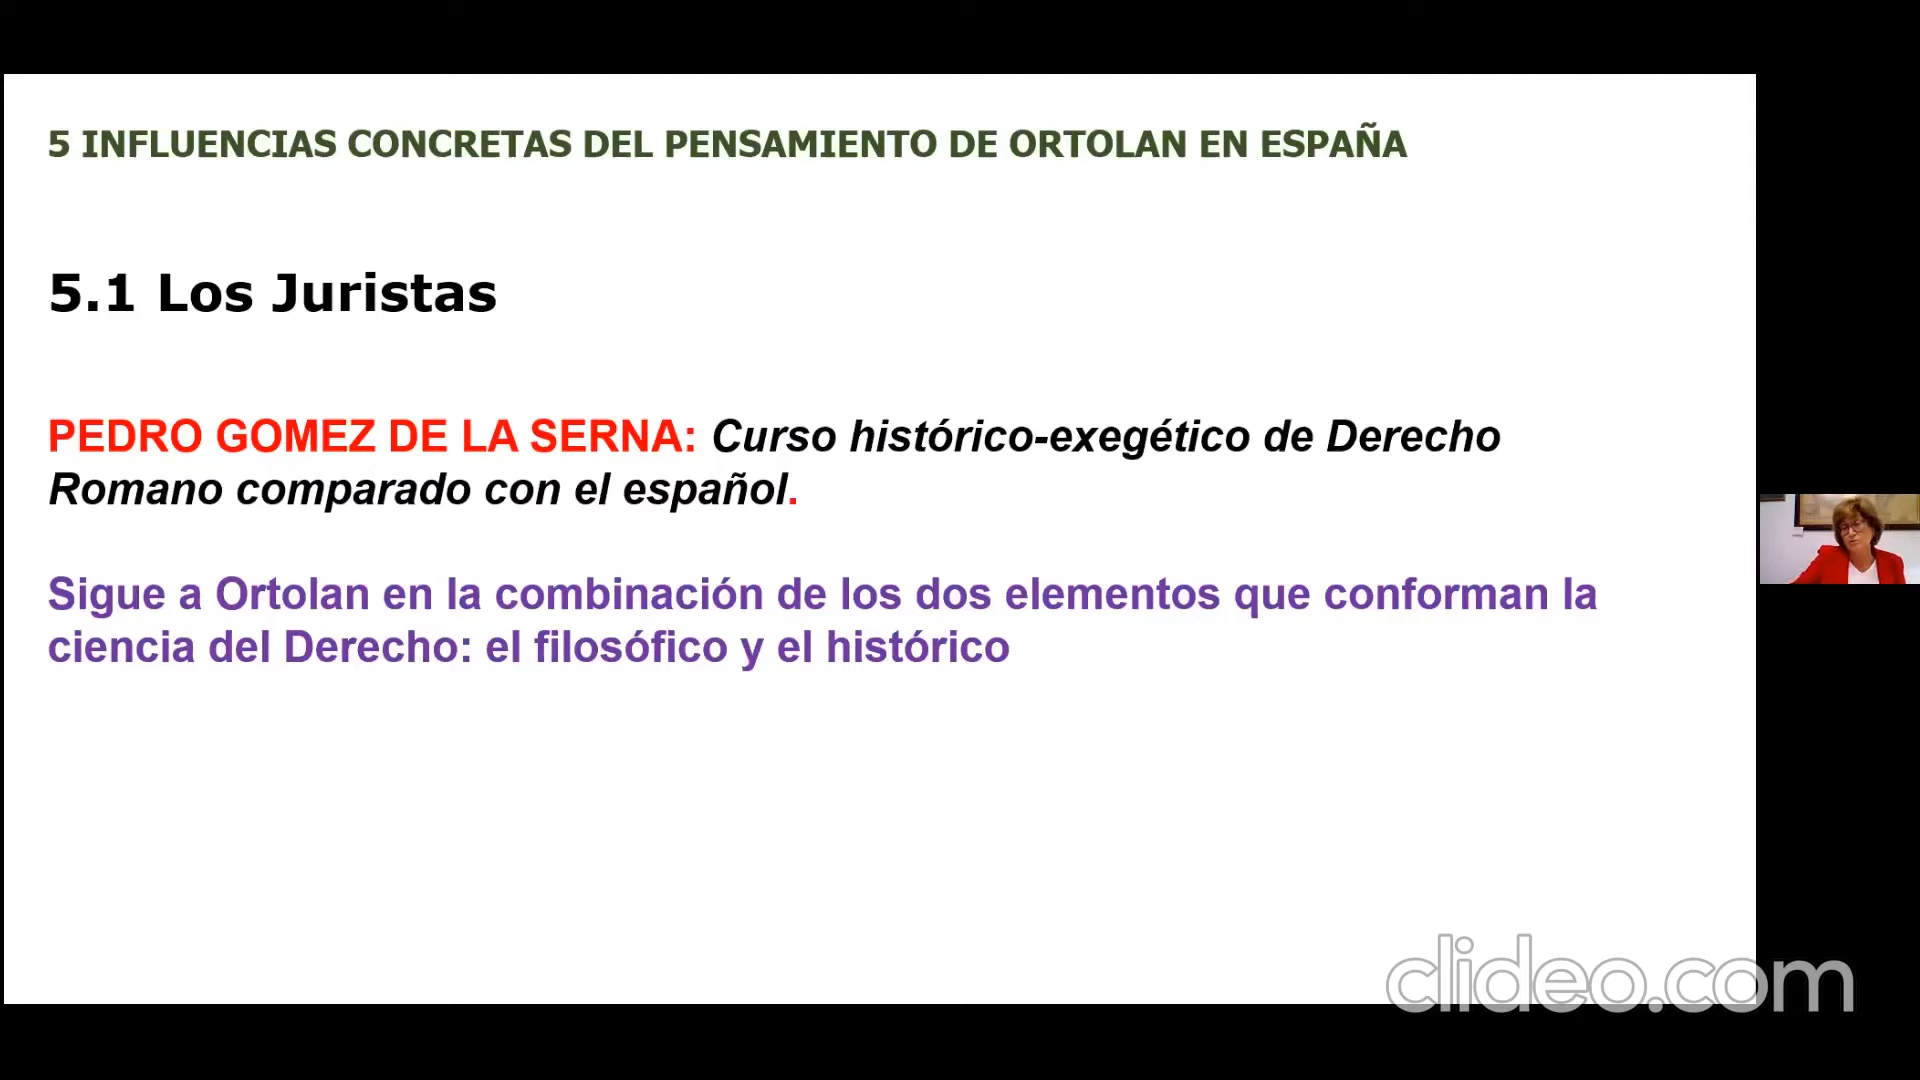 5 INFLUENCIAS CONCRETAS DEL PENSAMIENTO DE ORTOLAN EN ESPAÑA
5.1 Los Juristas
PEDRO GOMEZ DE LA SERNA: Curso histórico-exegético de Derecho
Romano comparado con el español.
Sigue a Ortolan en la combinación de los dos elementos que conforman la
ciencia del Derecho: el filosófico y el histórico
clideo.com